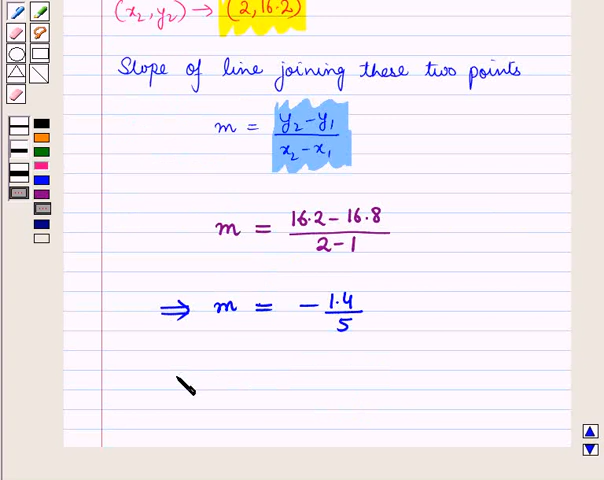 (x₂, y₂) → (2, 16·2)
Slope of line joining these two points
m = y₂ - y₁ / x₂ - x₁
m = 16·2 - 16·8 / 2 - 1
⇒ m = - 1·4 / 5